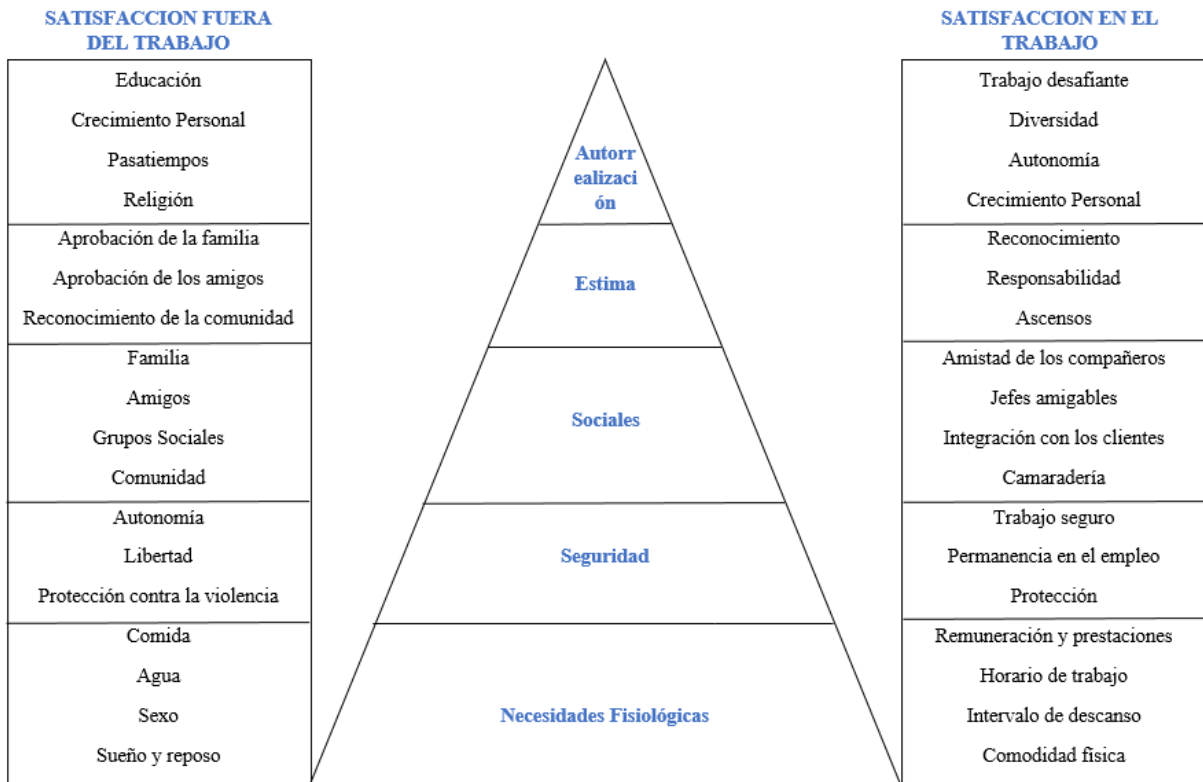 SATISFACCION FUERA
DEL TRABAJO
Educación
Crecimiento Personal
Pasatiempos
Religión
Aprobación de la familia
Aprobación de los amigos
Reconocimiento de la comunidad
Familia
Amigos
Grupos Sociales
Comunidad
Autonomía
Libertad
Protección contra la violencia
Comida
Agua
Sexo
Sueño y reposo
Autorr
ealizaci
ón
Estima
Sociales
Seguridad
Necesidades Fisiológicas
SATISFACCION EN EL
TRABAJO
Trabajo desafiante
Diversidad
Autonomía
Crecimiento Personal
Reconocimiento
Responsabilidad
Ascensos
Amistad de los compañeros
Jefes amigables
Integración con los clientes
Camaradería
Trabajo seguro
Permanencia en el empleo
Protección
Remuneración y prestaciones
Horario de trabajo
Intervalo de descanso
Comodidad física